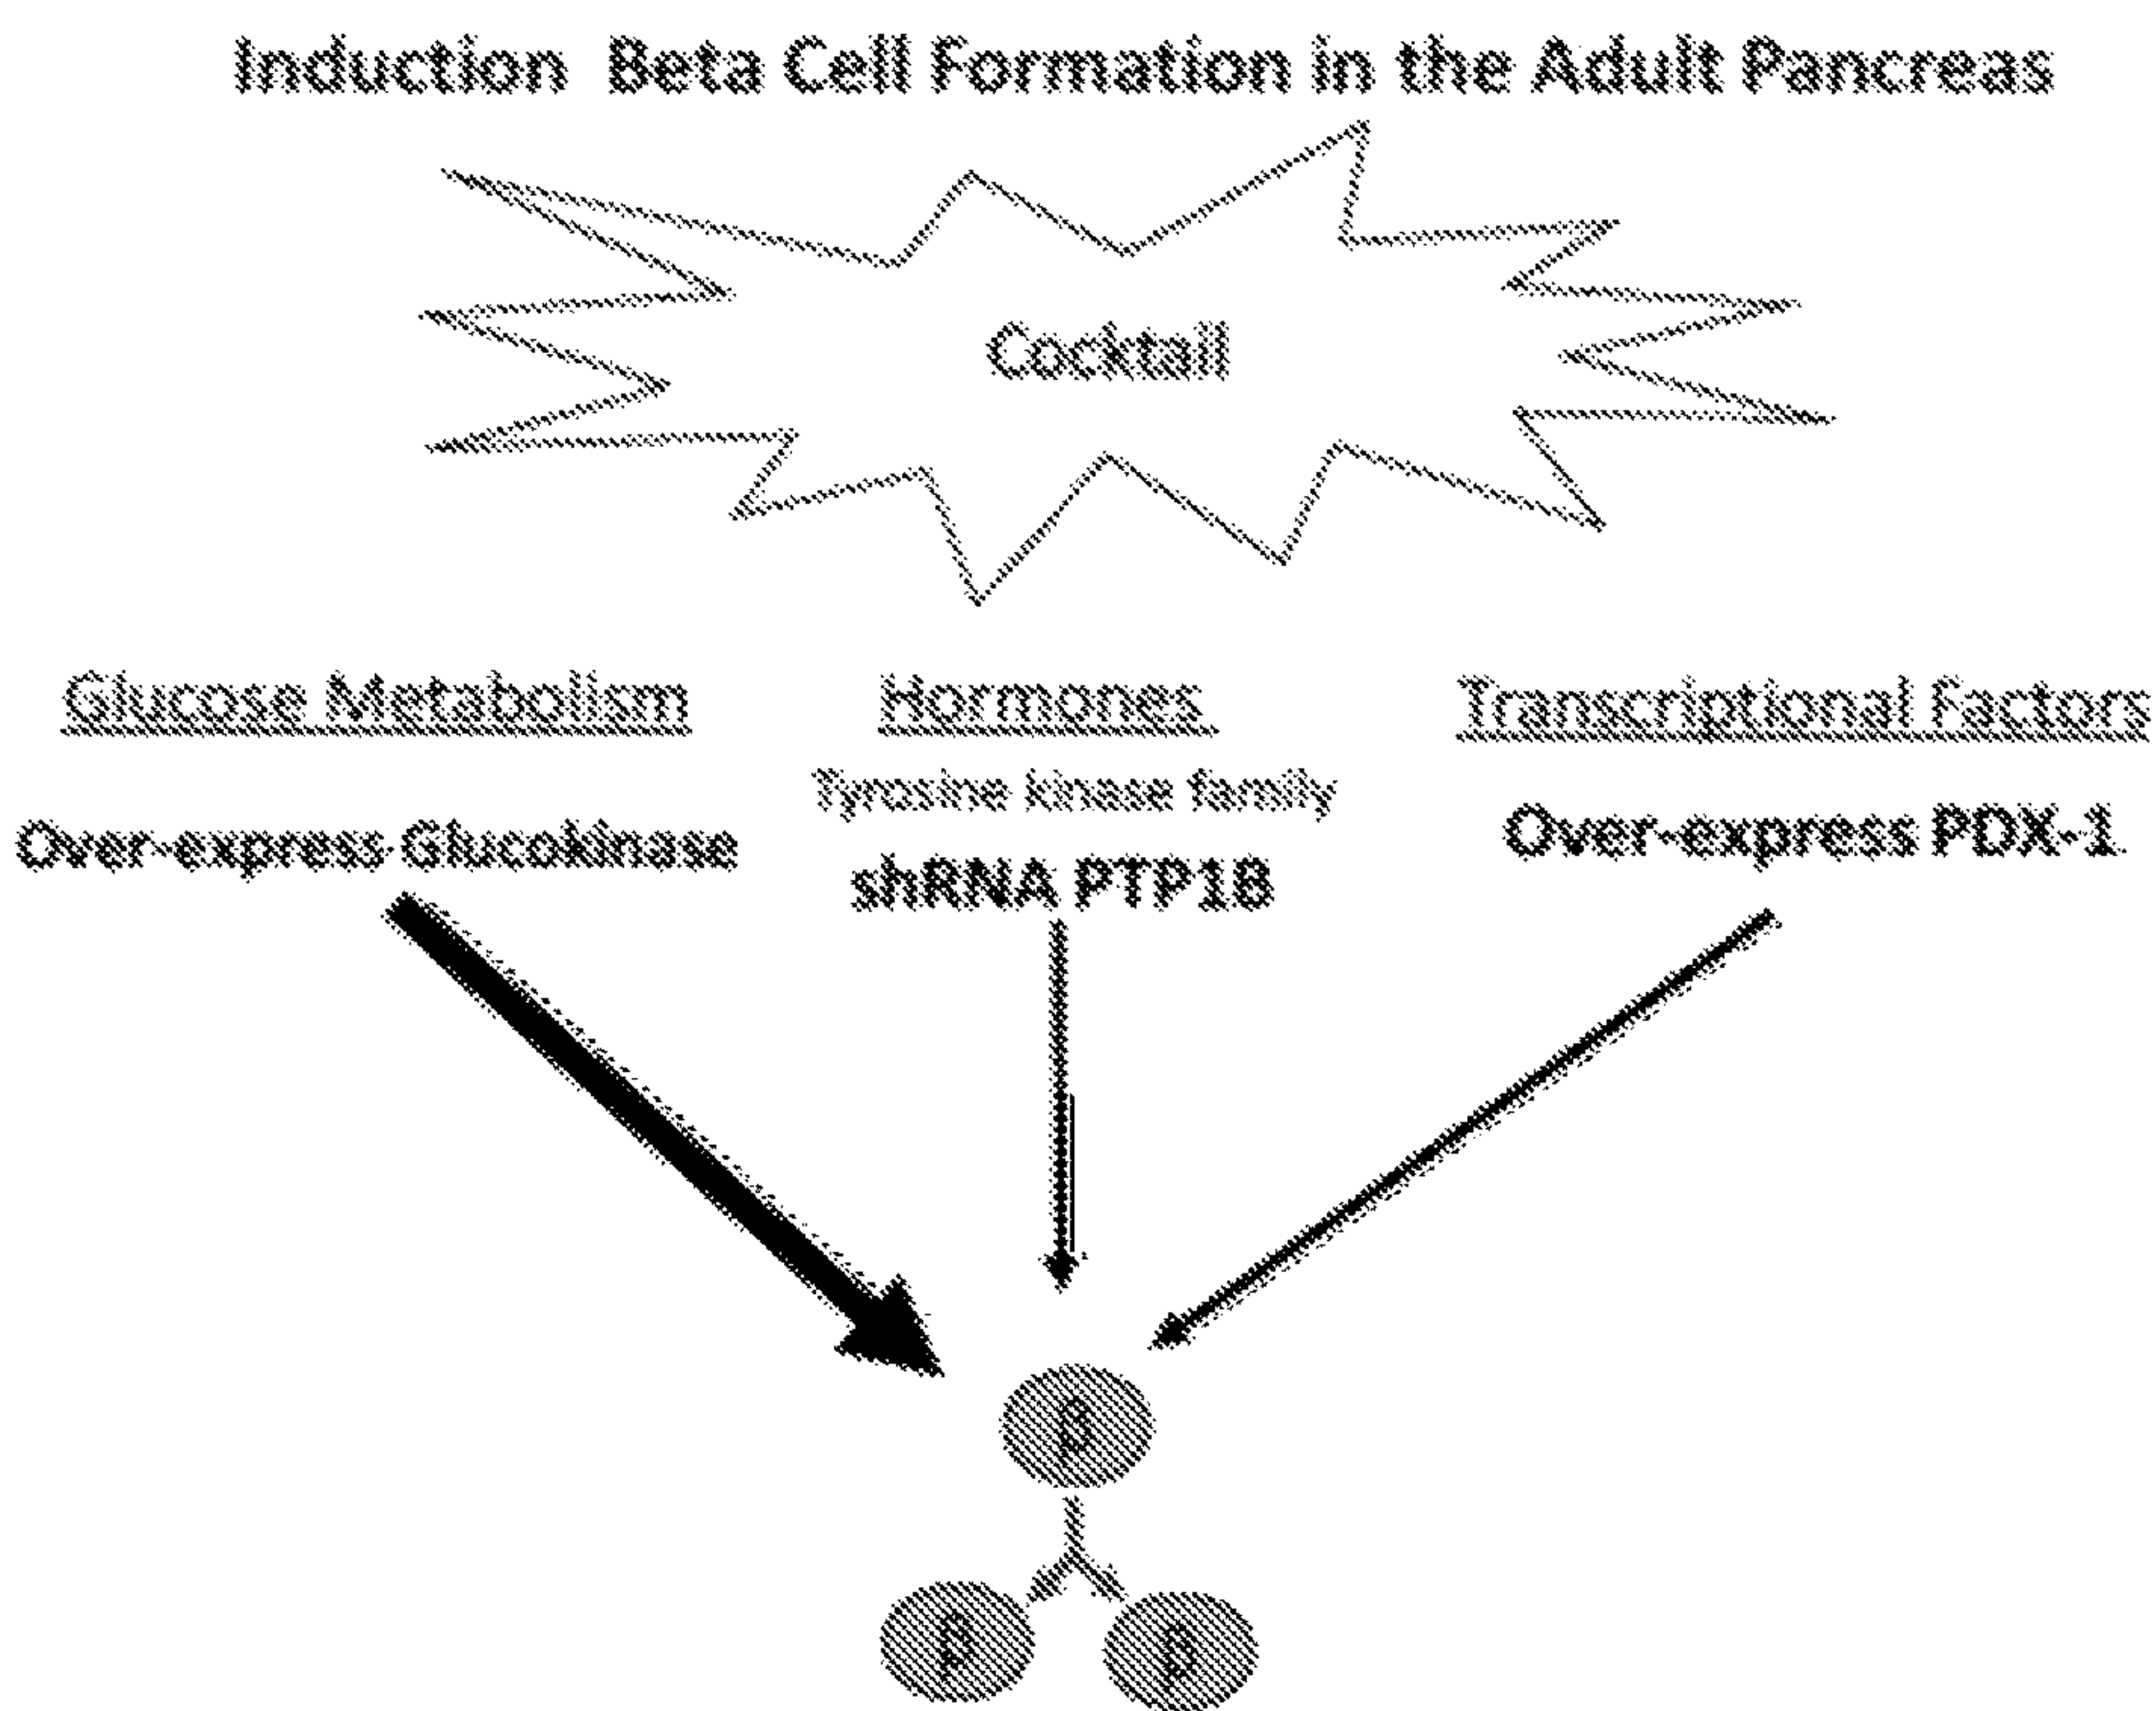 Induction Beta Cell Formation in the Adult Pancreas
Cocktail
Glucose Metabolism
Hormones
Transcriptional Factors
Tyrosine kinase family
Over-express Glucokinase
shRNA PTP1B
Over-express PDX-1
β
β
β